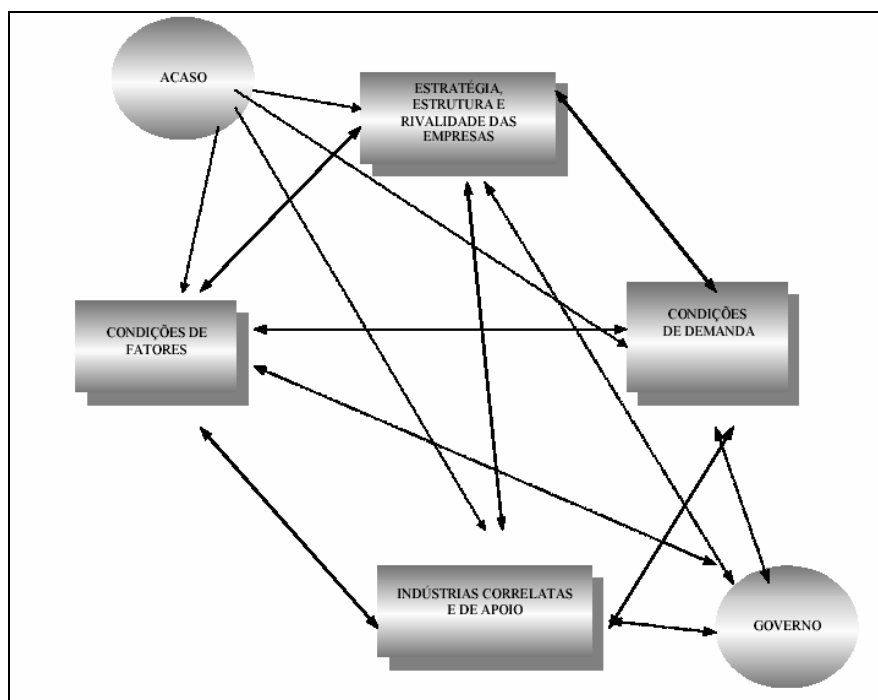 ACASO
ESTRATÉGIA,
ESTRUTURA E
RIVALIDADE DAS
EMPRESAS
CONDIÇÕES DE
FATORES
CONDIÇÕES
DE DEMANDA
INDÚSTRIAS CORRELATAS
E DE APOIO
GOVERNO